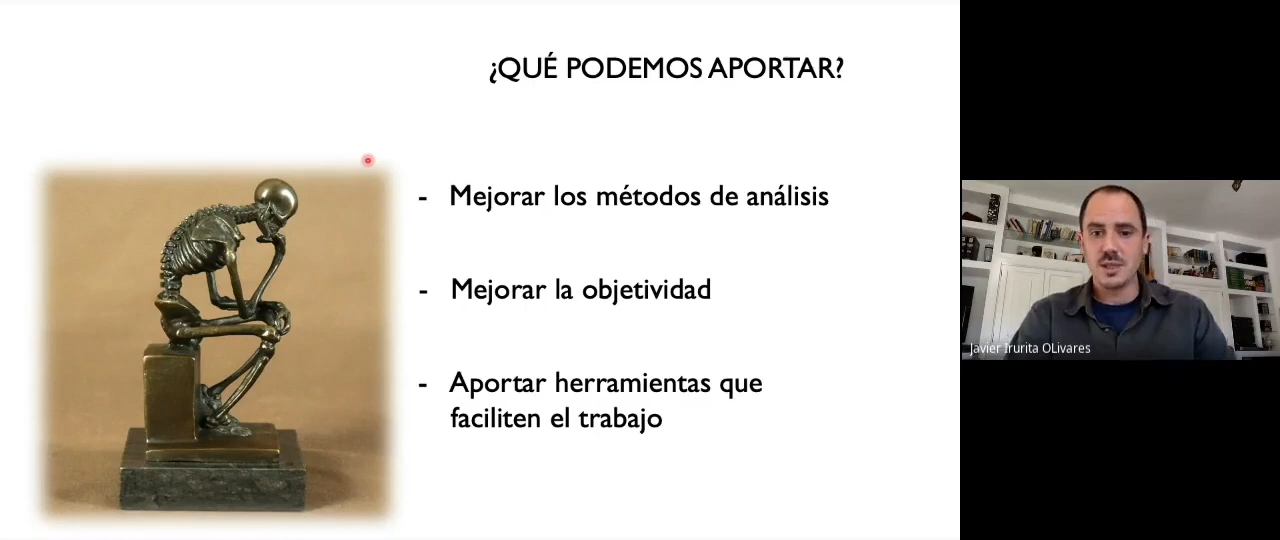 ¿QUÉ PODEMOS APORTAR?
- Mejorar los métodos de análisis
- Mejorar la objetividad
- Aportar herramientas que
faciliten el trabajo
Javier Irurita OLivares